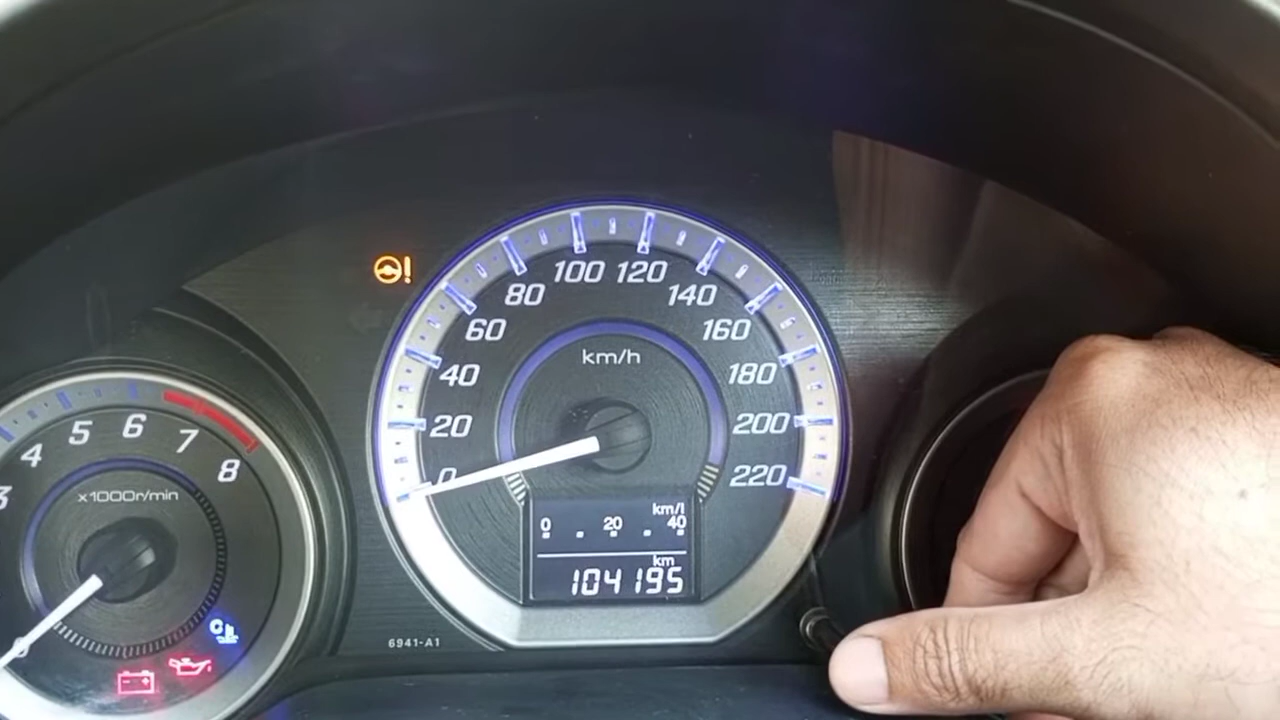 100 120
80 140
60 160
40 km/h 180
20 200
0 220
km/l
0 20 40
km
104195
3 4 5 6 7 8
x1000r/min
C
6941-A1